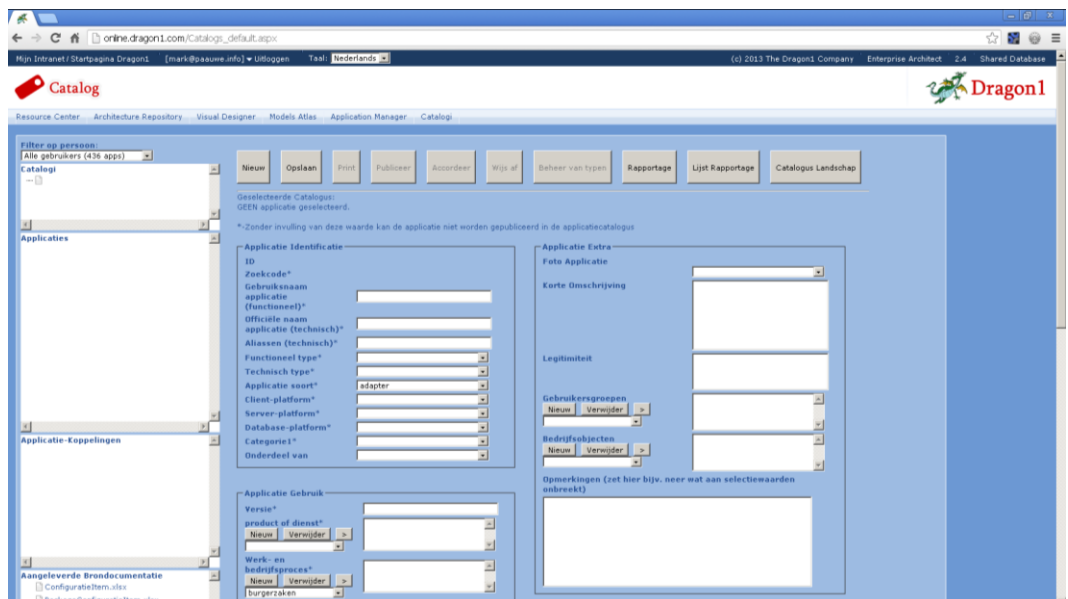 online.dragon1.com/Catalogs_default.aspx
Mijn Intranet / Startpagina Dragon1 [mark@paauwe.info] Uitloggen Taal: Nederlands (c) 2013 The Dragon1 Company Enterprise Architect 2.4 Shared Database
Catalog
Dragon1
Resource Center Architecture Repository Visual Designer Models Atlas Application Manager Catalogi
Filter op persoon:
Alle gebruikers (436 apps)
Catalogi
Applicaties
Applicatie-Koppelingen
Aangeleverde Brondocumentatie
ConfiguratieItem.xlsx
Nieuw Opslaan Print Publiceer Accordeer Wijs af Beheer van typen Rapportage Lijst Rapportage Catalogus Landschap
Geselecteerde Catalogus:
GEEN applicatie geselecteerd.
*-Zonder invulling van deze waarde kan de applicatie niet worden gepubliceerd in de applicatiecatalogus
Applicatie Identificatie
ID
Zoekcode*
Gebruiksnaam
applicatie
(functioneel)*
Officiële naam
applicatie (technisch)*
Aliassen (technisch)*
Functioneel type*
Technisch type*
Applicatie soort* adapter
Client-platform*
Server-platform*
Database-platform*
Categorie1*
Onderdeel van
Applicatie Gebruik
Versie*
product of dienst*
Nieuw Verwijder >
Werk- en
bedrijfsproces*
Nieuw Verwijder >
burgerzaken
Applicatie Extra
Foto Applicatie
Korte Omschrijving
Legitimiteit
Gebruikersgroepen
Nieuw Verwijder >
Bedrijfsobjecten
Nieuw Verwijder >
Opmerkingen (zet hier bijv. neer wat aan selectiewaarden
onbreekt)